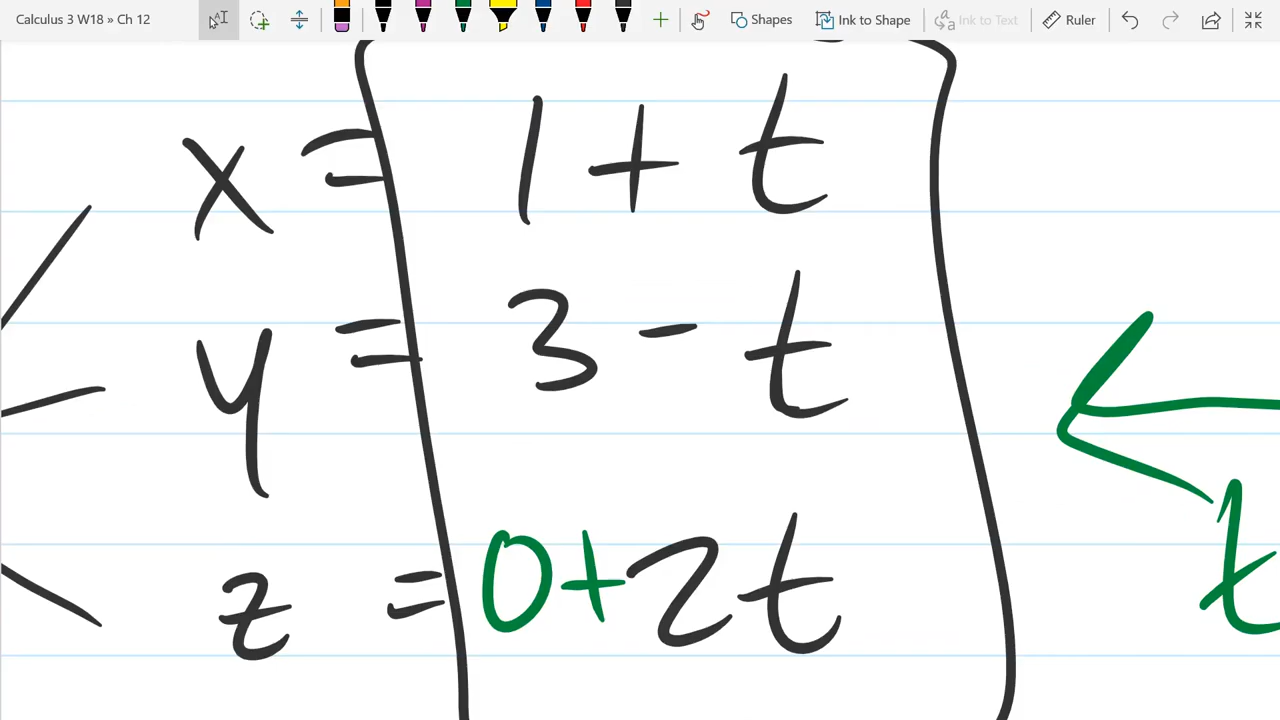 Calculus 3 W18 » Ch 12
Shapes
Ink to Shape
Ink to Text
Ruler
x = 1 + t
y = 3 - t
z = 0 + 2t
t